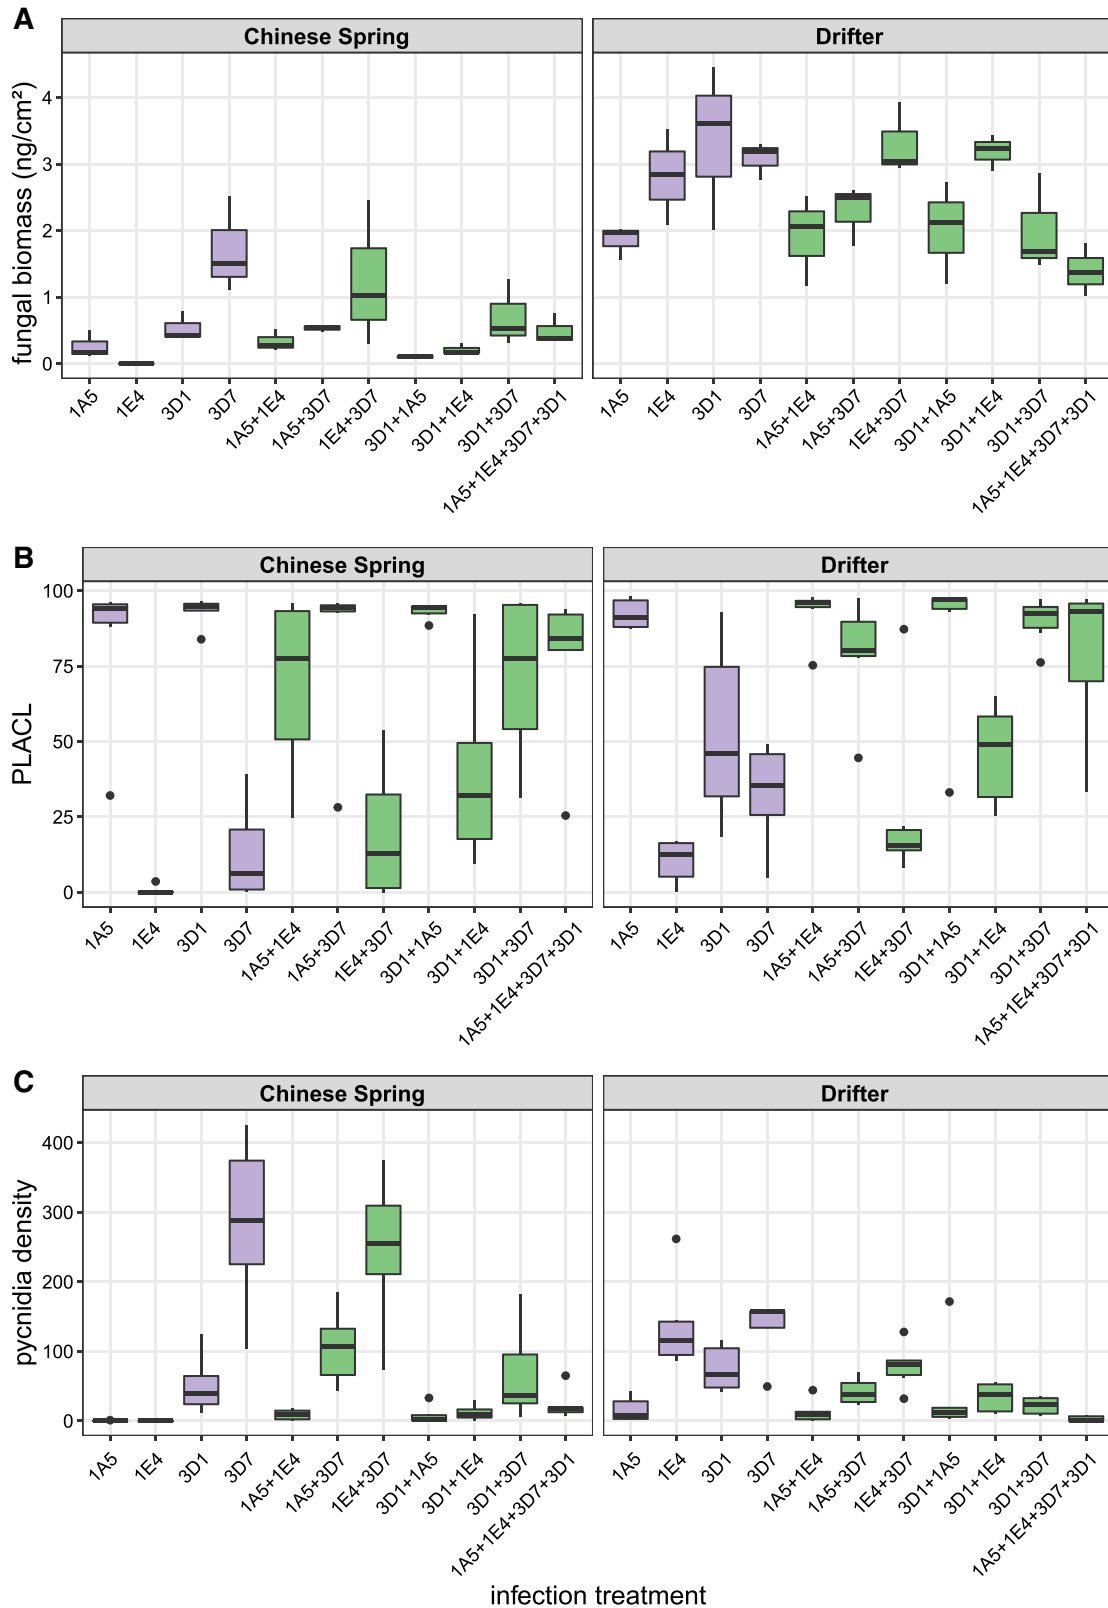 A
Chinese Spring
Drifter
fungal biomass (ng/cm²)
4
3
2
1
0
1A5
1E4
3D1
3D7
1A5+1E4
1A5+3D7
1E4+3D7
3D1+1A5
3D1+1E4
3D1+3D7
1A5+1E4+3D7+3D1
1A5
1E4
3D1
3D7
1A5+1E4
1A5+3D7
1E4+3D7
3D1+1A5
3D1+1E4
3D1+3D7
1A5+1E4+3D7+3D1
B
Chinese Spring
Drifter
PLACL
100
75
50
25
0
1A5
1E4
3D1
3D7
1A5+1E4
1A5+3D7
1E4+3D7
3D1+1A5
3D1+1E4
3D1+3D7
1A5+1E4+3D7+3D1
1A5
1E4
3D1
3D7
1A5+1E4
1A5+3D7
1E4+3D7
3D1+1A5
3D1+1E4
3D1+3D7
1A5+1E4+3D7+3D1
C
Chinese Spring
Drifter
pycnidia density
400
300
200
100
0
1A5
1E4
3D1
3D7
1A5+1E4
1A5+3D7
1E4+3D7
3D1+1A5
3D1+1E4
3D1+3D7
1A5+1E4+3D7+3D1
1A5
1E4
3D1
3D7
1A5+1E4
1A5+3D7
1E4+3D7
3D1+1A5
3D1+1E4
3D1+3D7
1A5+1E4+3D7+3D1
infection treatment